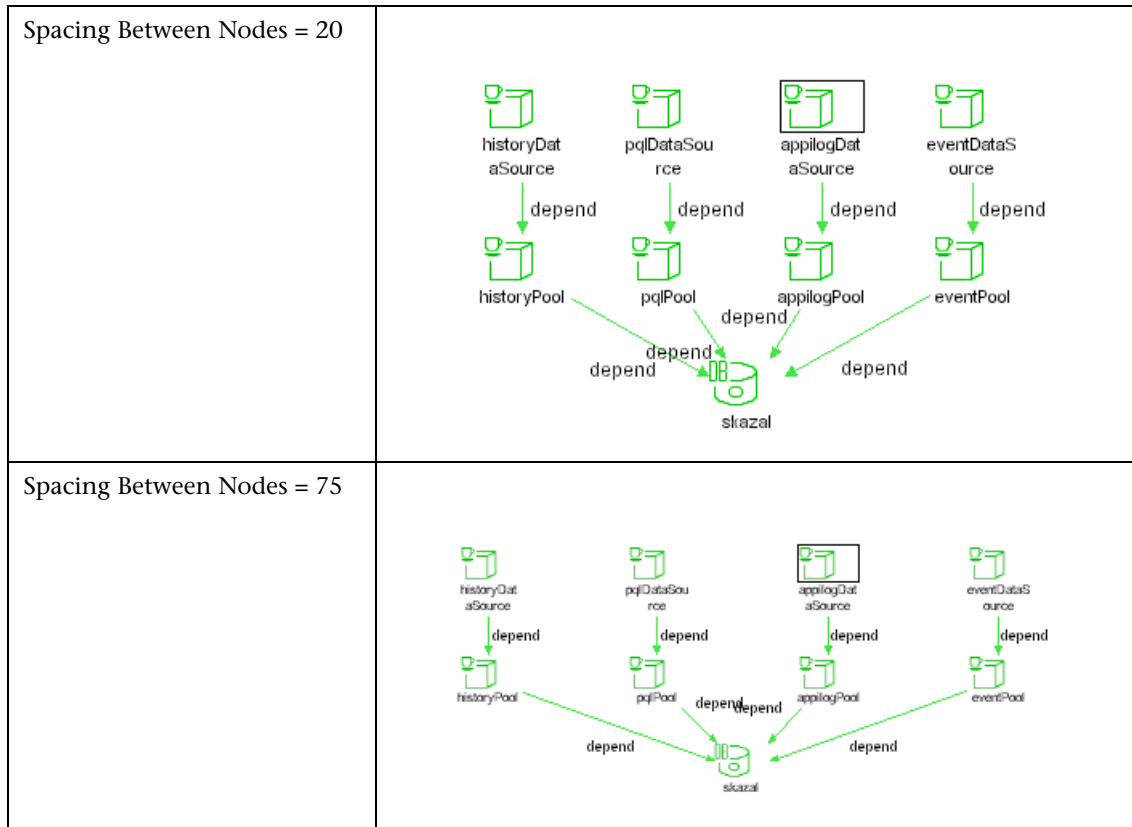 Spacing Between Nodes = 20
historyDat
aSource
pqlDataSou
rce
appilogDat
aSource
eventDataS
ource
depend
depend
depend
depend
historyPool
pqlPool
appilogPool
eventPool
depend
depend
depend
depend
skazal
Spacing Between Nodes = 75
historyDat
aSource
pqlDataSou
rce
appilogDat
aSource
eventDataS
ource
depend
depend
depend
depend
historyPool
pqlPool
appilogPool
eventPool
depend
depend
depend
depend
skazal